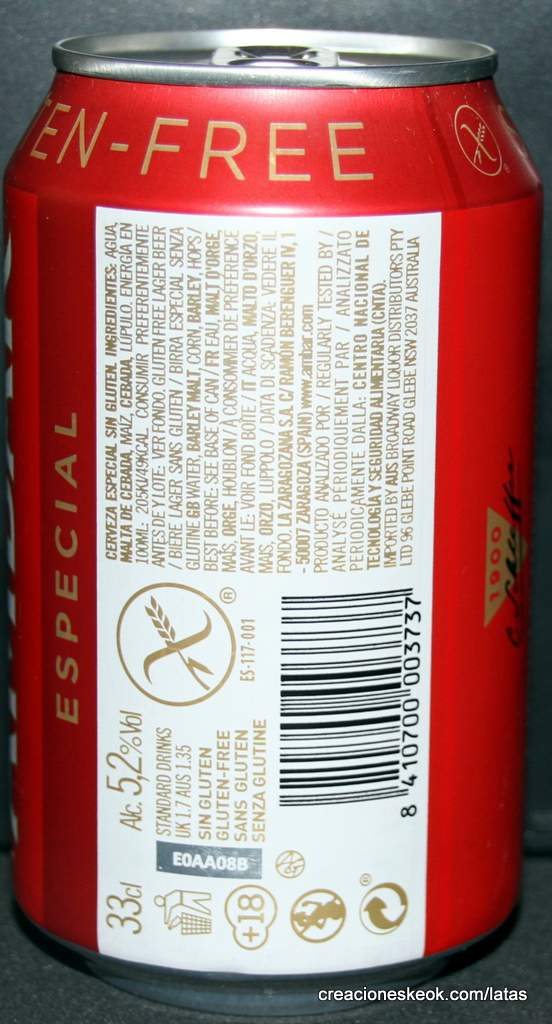 TEN-FREE
ESPECIAL
CERVEZA ESPECIAL SIN GLUTEN. INGREDIENTES: AGUA,
MALTA DE CEBADA, MAÍZ, CEBADA, LUPULO. ENERGÍA EN
100ML: 205KJ/49KCAL. CONSUMIR PREFERENTEMENTE
ANTES DE Y LOTE: VER FONDO. GLUTEN FREE LAGER BEER
/ BIÈRE LAGER SANS GLUTEN / BIRRA ESPECIAL SENZA
GLUTINE GB WATER, BARLEY MALT, CORN, BARLEY, HOPS/
BEST BEFORE: SEE BASE OF CAN / FR EAU, MALT D'ORGE,
MAÏS, ORGE, HOUBLON / À CONSOMMER DE PREFÉRENCE
AVANT LE: VOIR FOND BOÎTE / IT ACQUA, MALTO D'ORZO,
MAIS, ORZO, LUPPOLO / DATA DI SCADENZA: VEDERE IL
FONDO. LA ZARAGOZANA S.A. C/ RAMÓN BERENGUER IV, 1
- 50007 ZARAGOZA (SPAIN) www.ambar.com
PRODUCTO ANALIZADO POR / REGULARLY TESTED BY /
ANALYSÉ PERIODIQUEMENT PAR / ANALIZZATO
PERIODICAMENTE DALLA: CENTRO NACIONAL DE
TECNOLOGÍA Y SEGURIDAD ALIMENTARIA (CNTA).
IMPORTED BY AUS BROADWAY LIQUOR DISTRIBUTORS PTY
LTD 96 GLEBE POINT ROAD GLEBE NSW 2037 AUSTRALIA
ES-117-001
®
33cl
Alc. 5,2%Vol
STANDARD DRINKS
UK 1.7 AUS 1.35
SIN GLUTEN
GLUTEN-FREE
SANS GLUTEN
SENZA GLUTINE
E0AA08B
+18
8 410700 003737
1900
creacioneskeok.com/latas